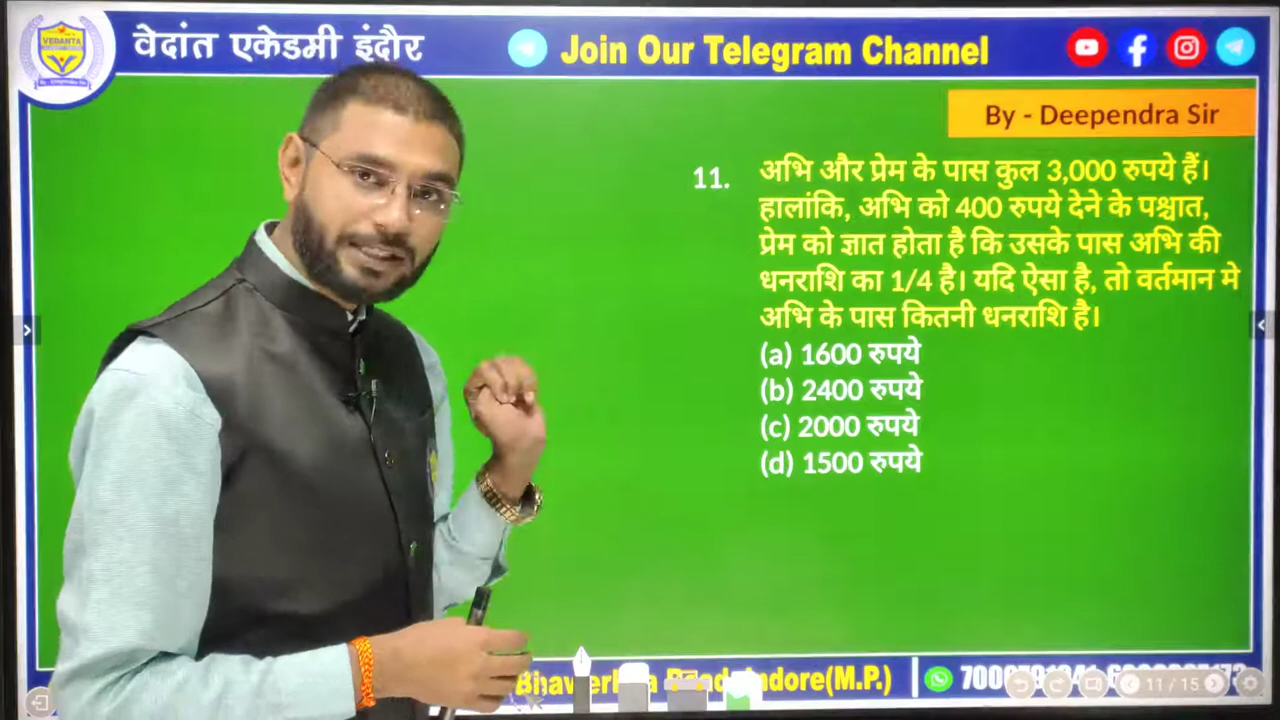 VEDANTA
वेदांत एकेडमी इंदौर
Join Our Telegram Channel
By - Deependra Sir
11. अभि और प्रेम के पास कुल 3,000 रुपये हैं।
हालांकि, अभि को 400 रुपये देने के पश्चात,
प्रेम को ज्ञात होता है कि उसके पास अभि की
धनराशि का 1/4 है। यदि ऐसा है, तो वर्तमान मे
अभि के पास कितनी धनराशि है।
(a) 1600 रुपये
(b) 2400 रुपये
(c) 2000 रुपये
(d) 1500 रुपये
(M.P.)
11 / 15